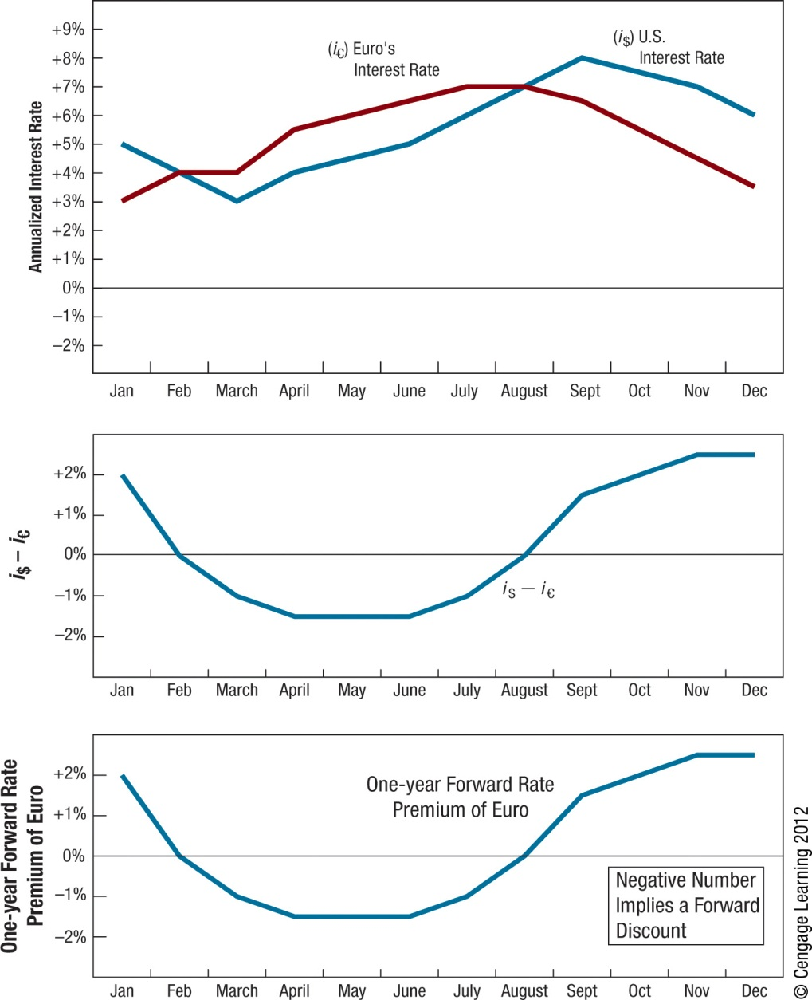 +9%
+8%
+7%
+6%
+5%
+4%
+3%
+2%
+1%
0%
−1%
−2%
Annualized Interest Rate
(i€) Euro's
Interest Rate
(i$) U.S.
Interest Rate
Jan Feb March April May June July August Sept Oct Nov Dec
+2%
+1%
0%
−1%
−2%
i$ − i€
i$ − i€
Jan Feb March April May June July August Sept Oct Nov Dec
+2%
+1%
0%
−1%
−2%
One-year Forward Rate
Premium of Euro
One-year Forward Rate
Premium of Euro
Negative Number
Implies a Forward
Discount
Jan Feb March April May June July August Sept Oct Nov Dec
© Cengage Learning 2012